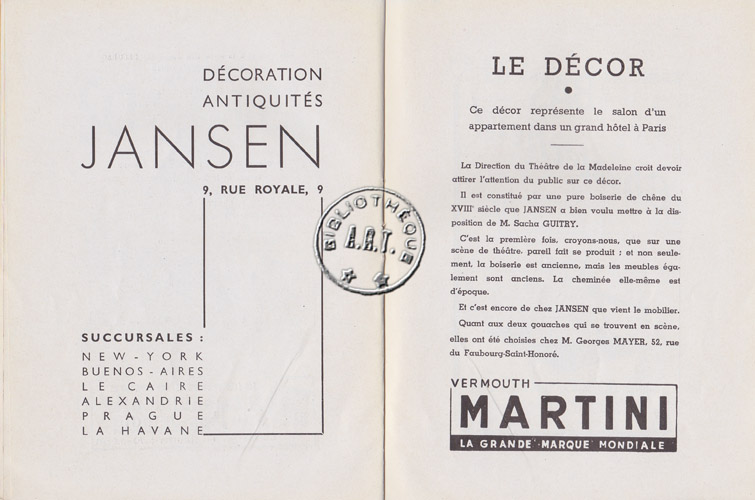 DÉCORATION
ANTIQUITÉS
JANSEN
9, RUE ROYALE, 9
SUCCURSALES :
NEW-YORK
BUENOS-AIRES
LE CAIRE
ALEXANDRIE
PRAGUE
LA HAVANE
BIBLIOTHÈQUE
A.R.T.
LE DÉCOR
Ce décor représente le salon d'un
appartement dans un grand hôtel à Paris
La Direction du Théâtre de la Madeleine croit devoir
attirer l'attention du public sur ce décor.
Il est constitué par une pure boiserie de chêne du
XVIIIe siècle que JANSEN a bien voulu mettre à la dis-
position de M. Sacha GUITRY.
C'est la première fois, croyons-nous, que sur une
scène de théâtre, pareil fait se produit ; et non seule-
ment, la boiserie est ancienne, mais les meubles éga-
lement sont anciens. La cheminée elle-même est
d'époque.
Et c'est encore de chez JANSEN que vient le mobilier.
Quant aux deux gouaches qui se trouvent en scène,
elles ont été choisies chez M. Georges MAYER, 52, rue
du Faubourg-Saint-Honoré.
VERMOUTH
MARTINI
LA GRANDE MARQUE MONDIALE